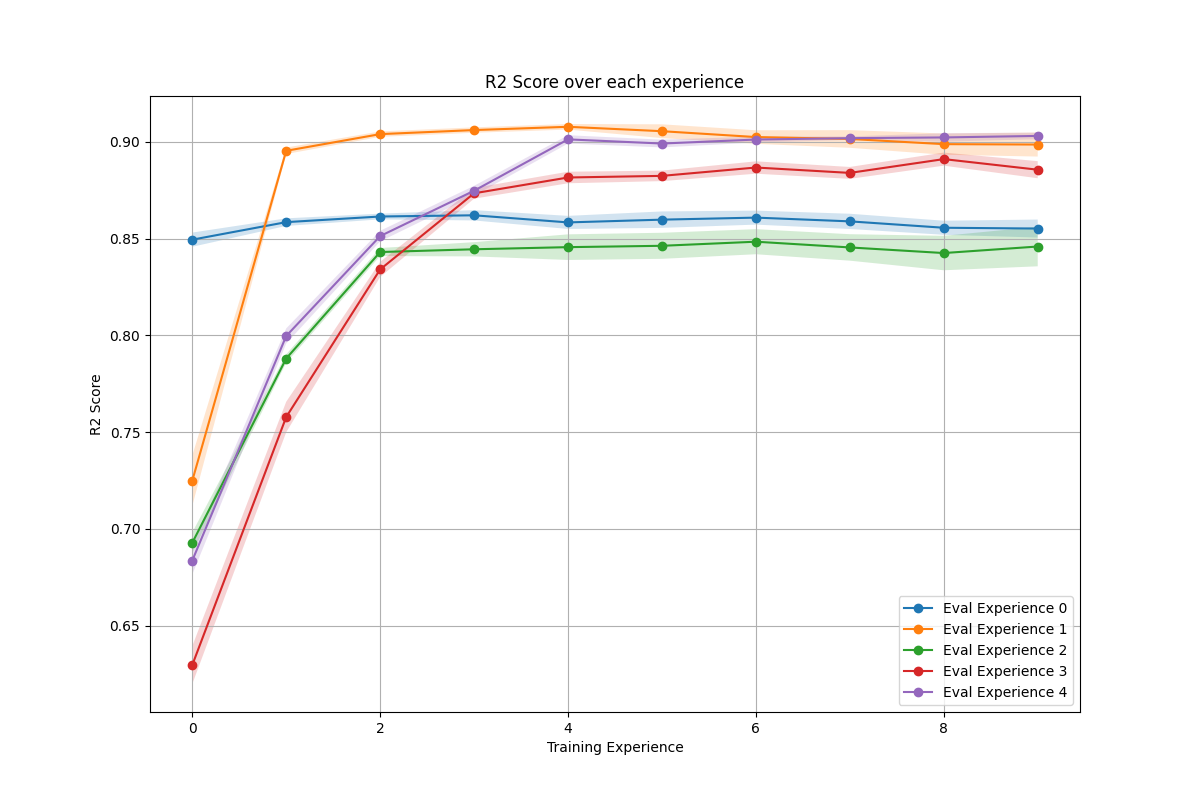 R2 Score over each experience
R2 Score
0.90
0.85
0.80
0.75
0.70
0.65
0 2 4 6 8
Training Experience
Eval Experience 0
Eval Experience 1
Eval Experience 2
Eval Experience 3
Eval Experience 4